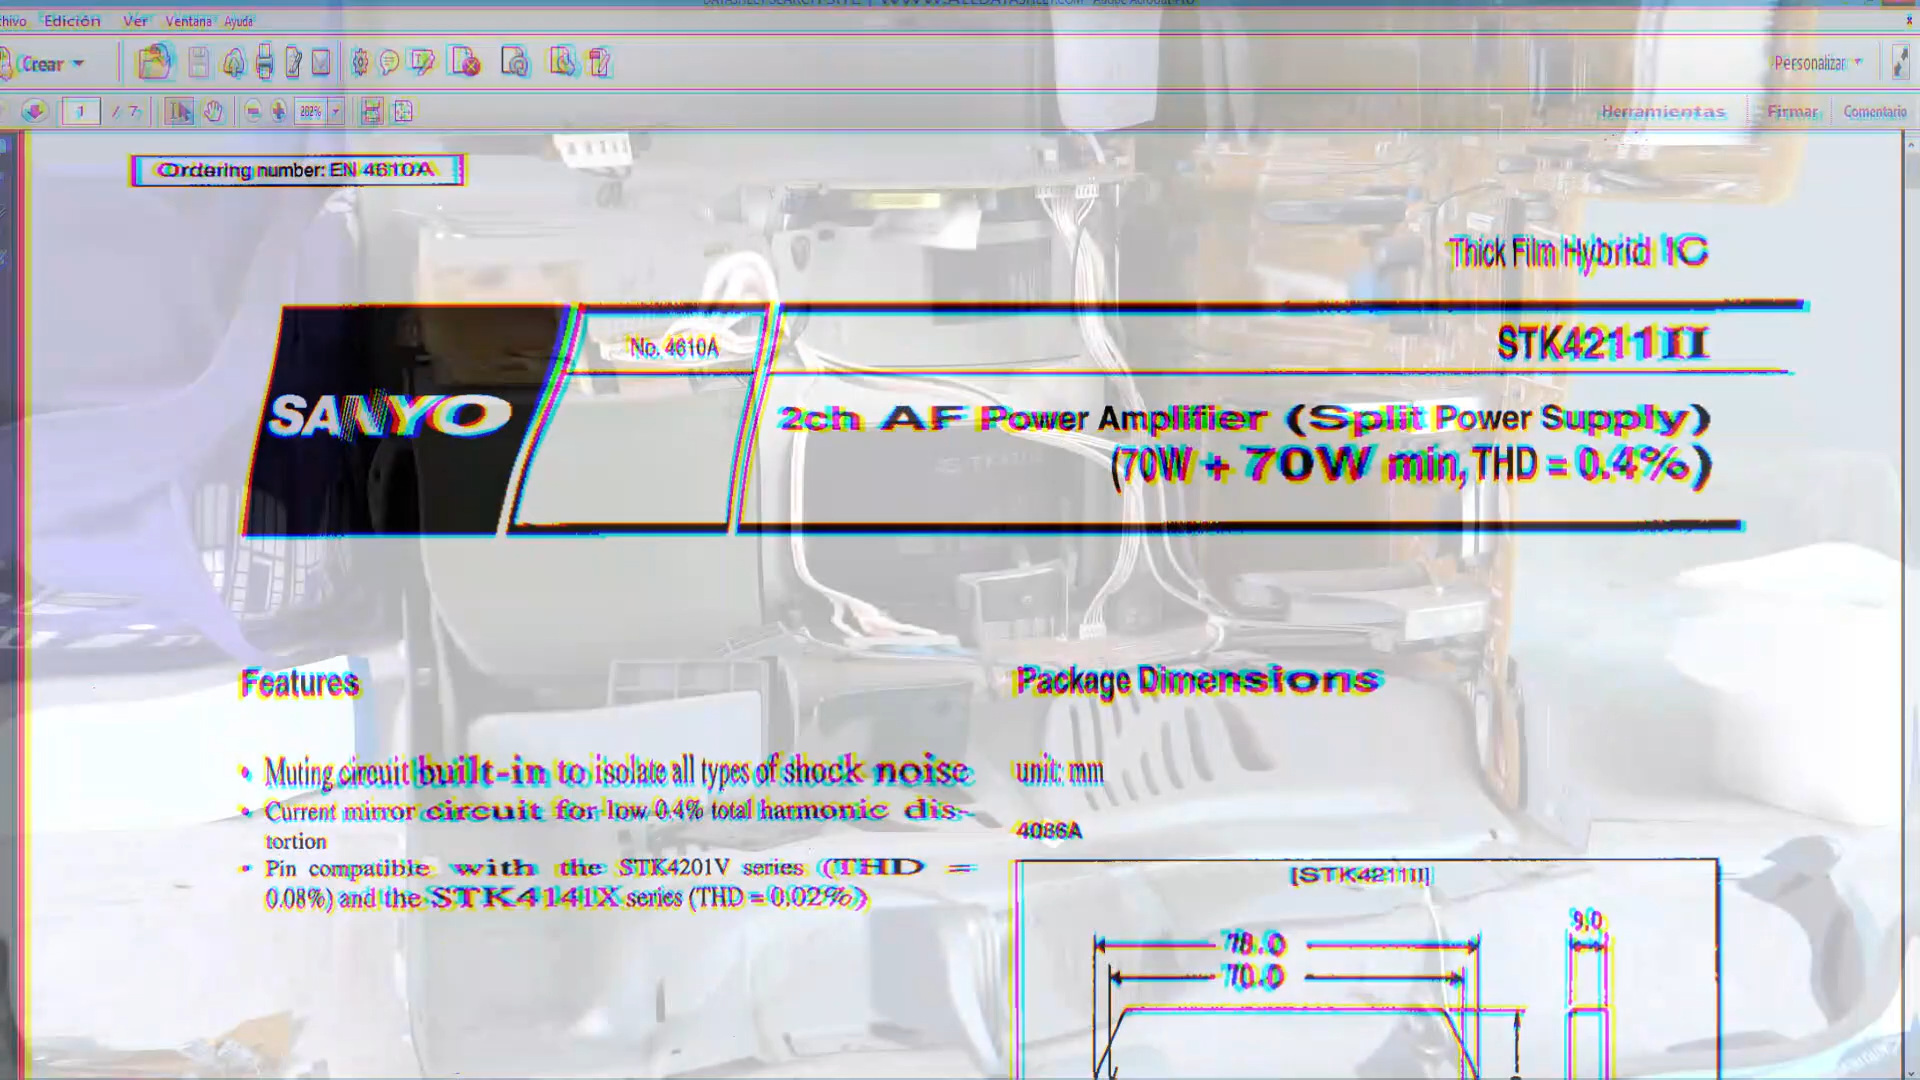 Edición Ver Ventana Ayuda
Crear
Personalizar
1 / 7
202%
Herramientas Firmar Comentario
Ordering number: EN 4610A
Thick Film Hybrid IC
No. 4610A
STK4211II
SANYO
2ch AF Power Amplifier (Split Power Supply)
(70W + 70W min, THD = 0.4%)
Features
Package Dimensions
• Muting circuit built-in to isolate all types of shock noise
• Current mirror circuit for low 0.4% total harmonic dis-
tortion
• Pin compatible with the STK4201V series (THD =
0.08%) and the STK4141X series (THD = 0.02%)
unit: mm
4086A
[STK4211II]
78.0
70.0
9.0